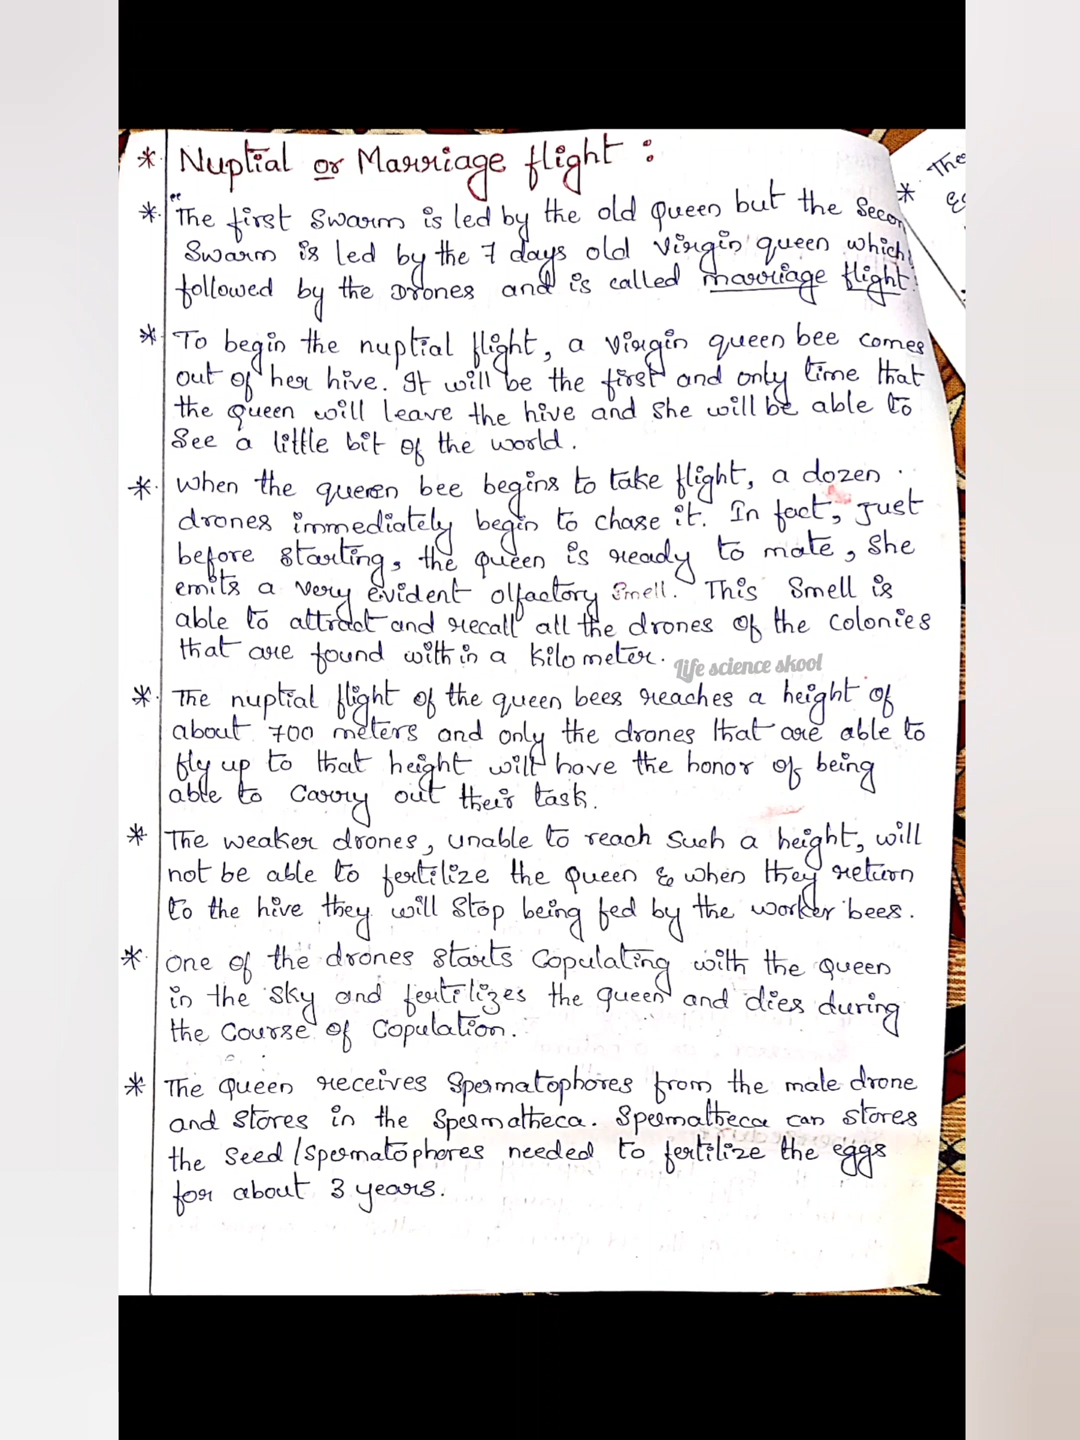 * Nuptial or Marriage flight :
* "The first swarm is led by the old queen but the Secon
Swarm is led by the 7 days old virgin queen which
followed by the Drones and is called marriage flight.
* To begin the nuptial flight, a virgin queen bee comes
out of her hive. It will be the first and only time that
the queen will leave the hive and she will be able to
See a little bit of the world.
* when the queren bee begins to take flight, a dozen
drones immediately begin to chase it. In fact, just
before starting, the queen is ready to mate, she
emits a very evident olfactory smell. This smell is
able to attract and recall all the drones of the colonies
that are found with in a Kilo meter.
Life science skool
* The nuptial flight of the queen bees reaches a height of
about 700 meters and only the drones that are able to
fly up to that height will have the honor of being
able to carry out their task.
* The weaker drones, unable to reach such a height, will
not be able to fertilize the queen & when they return
to the hive they will stop being fed by the worker bees.
* One of the drones starts copulating with the queen
in the sky and fertilizes the queen and dies during
the course of copulation.
* The queen receives spermatophores from the male drone
and stores in the spermatheca. Spermatheca can stores
the seed/spermatophores needed to fertilize the eggs
for about 3 years.
* The